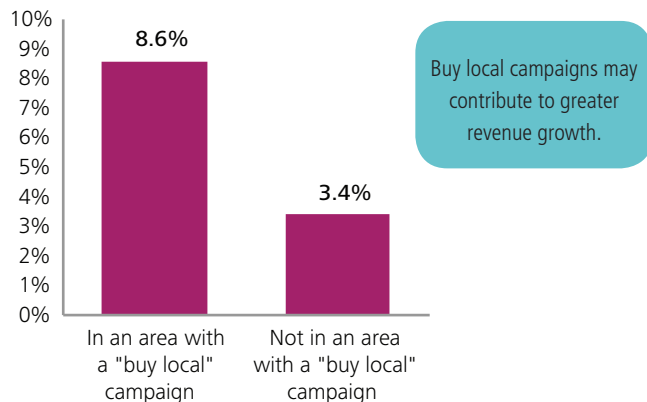 10%
9%
8%
7%
6%
5%
4%
3%
2%
1%
0%
8.6%
3.4%
In an area with
a "buy local"
campaign
Not in an area
with a "buy local"
campaign
Buy local campaigns may
contribute to greater
revenue growth.